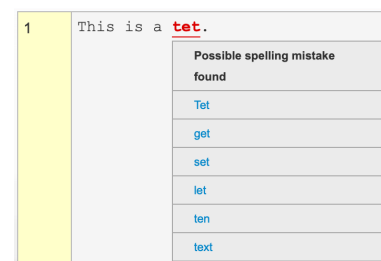 1 This is a tet.
Possible spelling mistake
found
Tet
get
set
let
ten
text